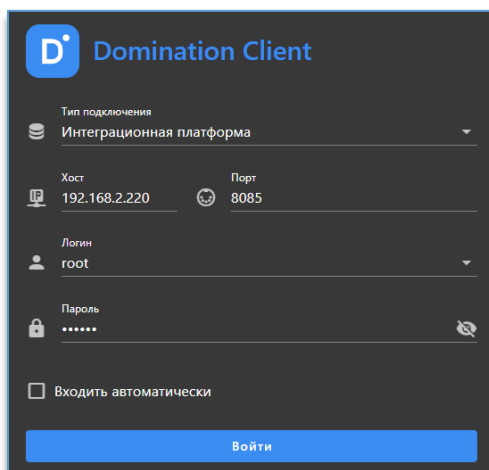 D
Domination Client
Тип подключения
Интеграционная платформа
Хост
Порт
IP
192.168.2.220
8085
Логин
root
Пароль
••••••
Входить автоматически
Войти